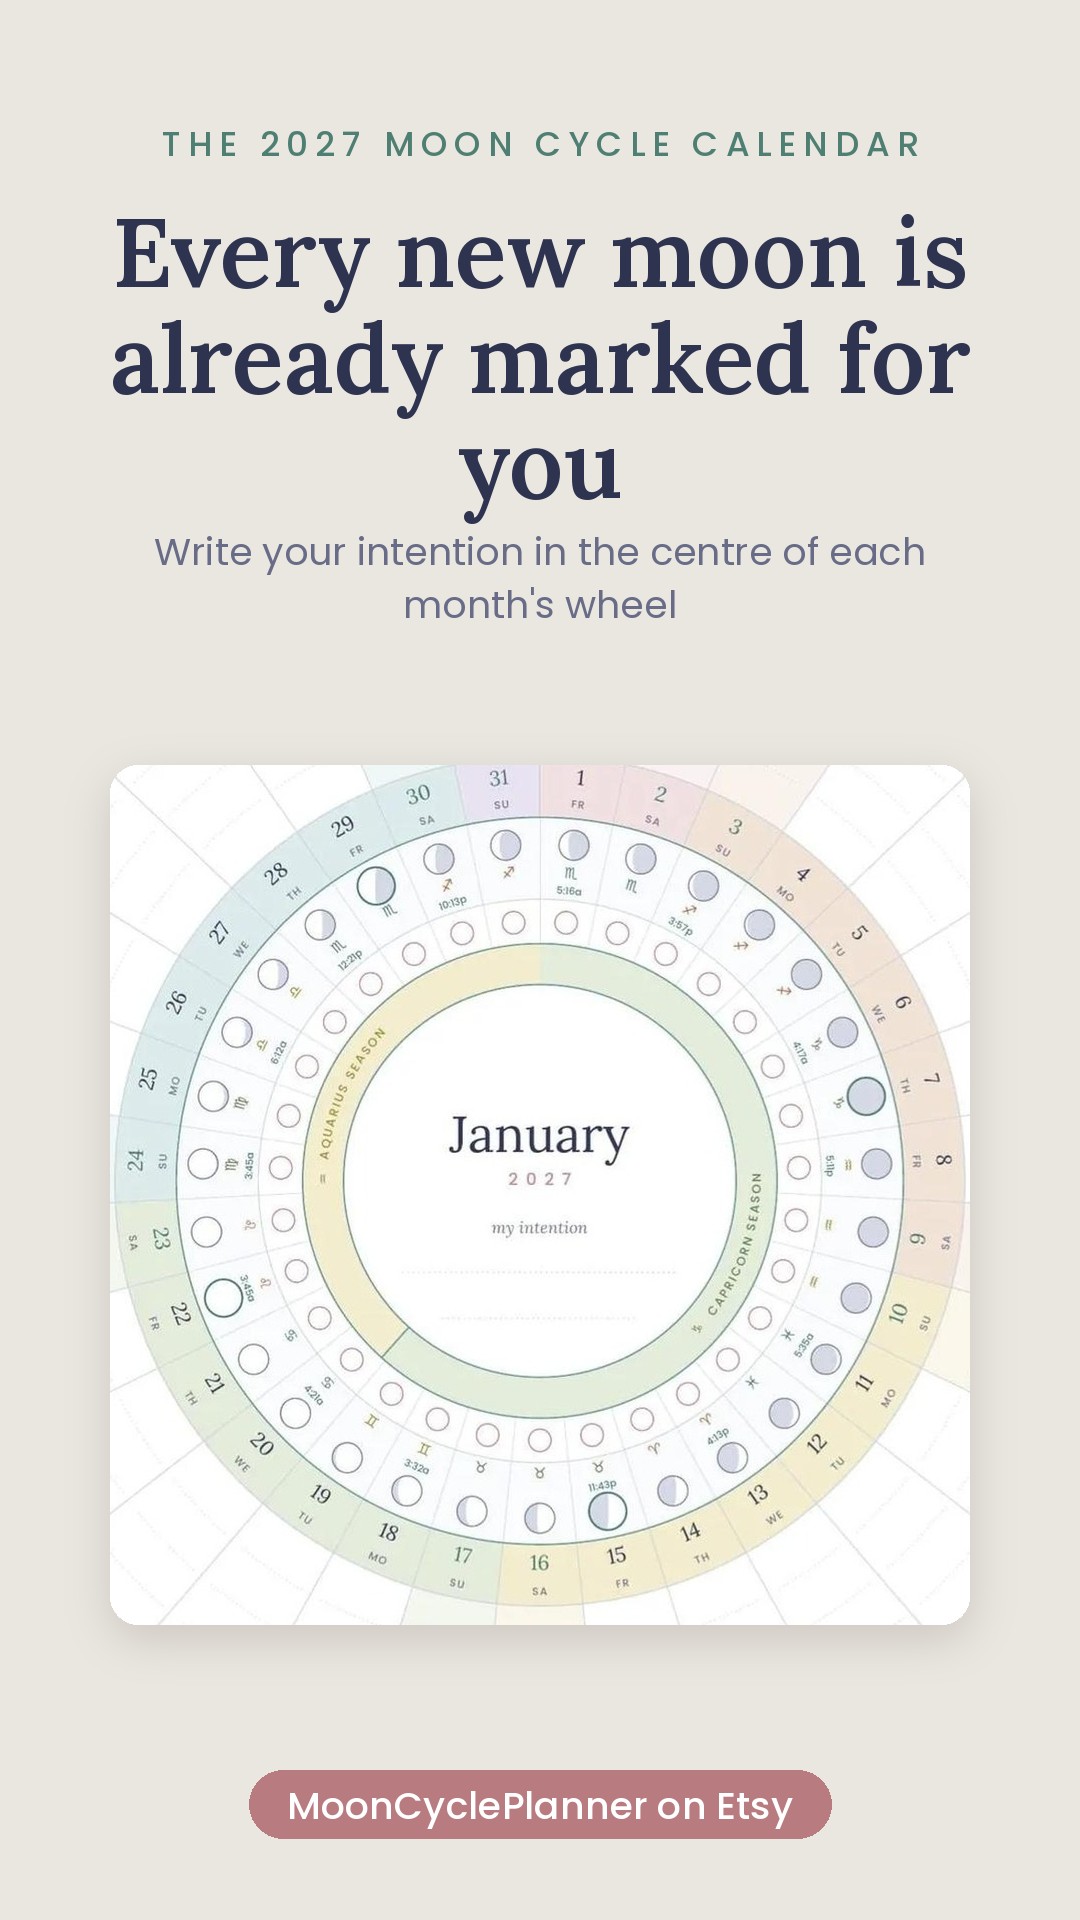 THE 2027 MOON CYCLE CALENDAR
Every new moon is
already marked for
you
Write your intention in the centre of each
month's wheel
1 FR
♏ 5:16a
2 SA
♏
3 SU
♐ 3:57p
4 MO
♐
5 TU
♐
6 WE
♑ 4:17a
7 TH
♑
8 FR
♒ 5:11p
9 SA
♒
10 SU
♒
11 MO
♓ 5:35a
12 TU
♓
13 WE
♈ 4:13p
14 TH
♈
15 FR
♉ 11:43p
16 SA
♉
17 SU
♉
18 MO
♊ 3:32a
19 TU
♊
20 WE
♋ 4:21a
21 TH
♋
22 FR
♌ 3:45a
23 SA
♌
24 SU
♍ 3:45a
25 MO
♍
26 TU
♎ 6:12a
27 WE
♎
28 TH
♏ 12:21p
29 FR
♏
30 SA
♐ 10:13p
31 SU
♐
♒ AQUARIUS SEASON
♑ CAPRICORN SEASON
January
2027
my intention
MoonCyclePlanner on Etsy